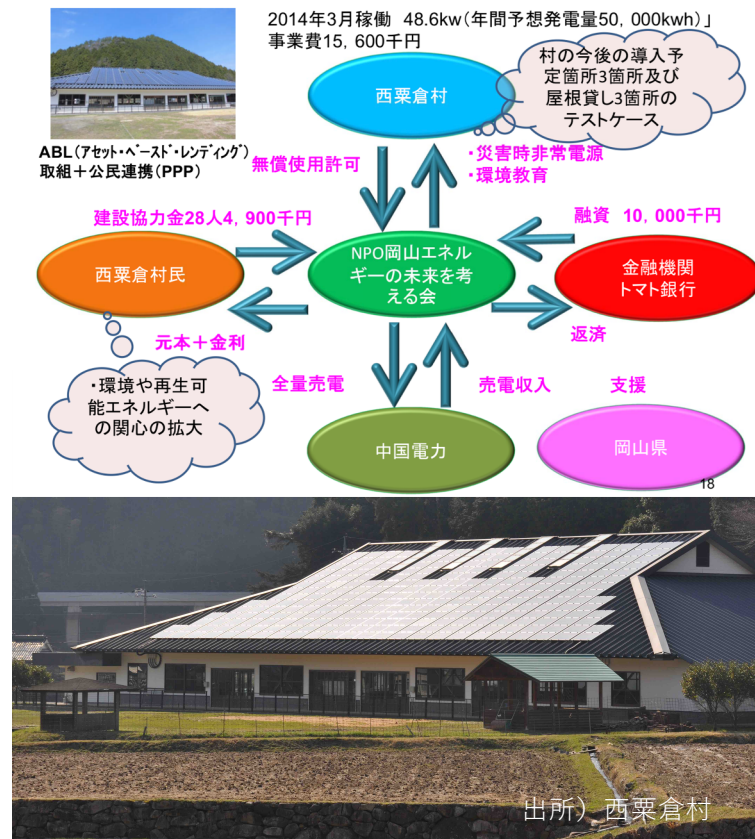 2014年3月稼働 48.6kw(年間予想発電量50,000kwh)」
事業費15,600千円
西粟倉村
村の今後の導入予
定箇所3箇所及び
屋根貸し3箇所の
テストケース
ABL(アセット・ベースド・レンディング)
取組＋公民連携(PPP)
無償使用許可
・災害時非常電源
・環境教育
建設協力金28人4,900千円
融資 10,000千円
西粟倉村民
NPO岡山エネル
ギーの未来を考
える会
金融機関
トマト銀行
元本＋金利
返済
・環境や再生可
能エネルギーへ
の関心の拡大
全量売電
売電収入
支援
中国電力
岡山県
18
出所）西粟倉村